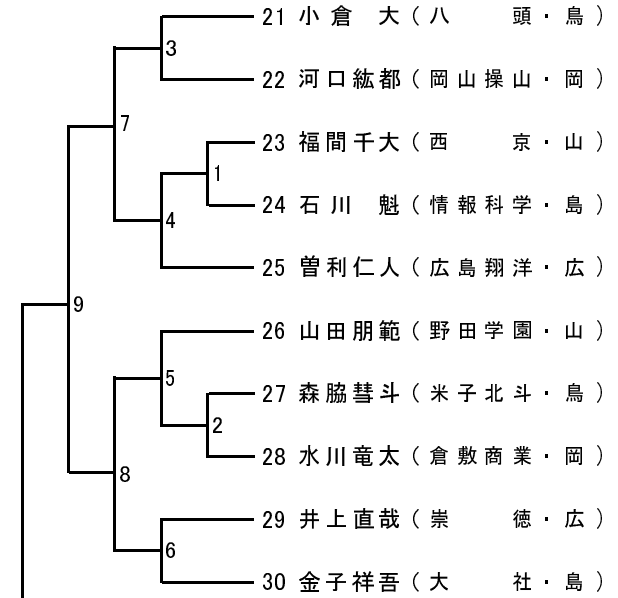 21 小倉 大（八 頭・鳥）
3
22 河口紘都（岡山操山・岡）
7
23 福間千大（西 京・山）
1
24 石川 魁（情報科学・島）
4
25 曽利仁人（広島翔洋・広）
9
26 山田朋範（野田学園・山）
5
27 森脇彗斗（米子北斗・鳥）
2
28 水川竜太（倉敷商業・岡）
8
29 井上直哉（崇 徳・広）
6
30 金子祥吾（大 社・島）